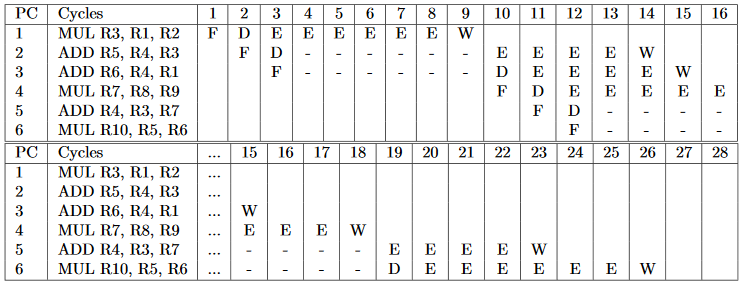 PC Cycles 1 2 3 4 5 6 7 8 9 10 11 12 13 14 15 16
1 MUL R3, R1, R2 F D E E E E E E W
2 ADD R5, R4, R3 F D - - - - - - E E E E W
3 ADD R6, R4, R1 F - - - - - - D E E E E W
4 MUL R7, R8, R9 F D E E E E E
5 ADD R4, R3, R7 F D - - - -
6 MUL R10, R5, R6 F - - - -
PC Cycles ... 15 16 17 18 19 20 21 22 23 24 25 26 27 28
1 MUL R3, R1, R2 ...
2 ADD R5, R4, R3 ...
3 ADD R6, R4, R1 ... W
4 MUL R7, R8, R9 ... E E E W
5 ADD R4, R3, R7 ... - - - - E E E E W
6 MUL R10, R5, R6 ... - - - - D E E E E E E W